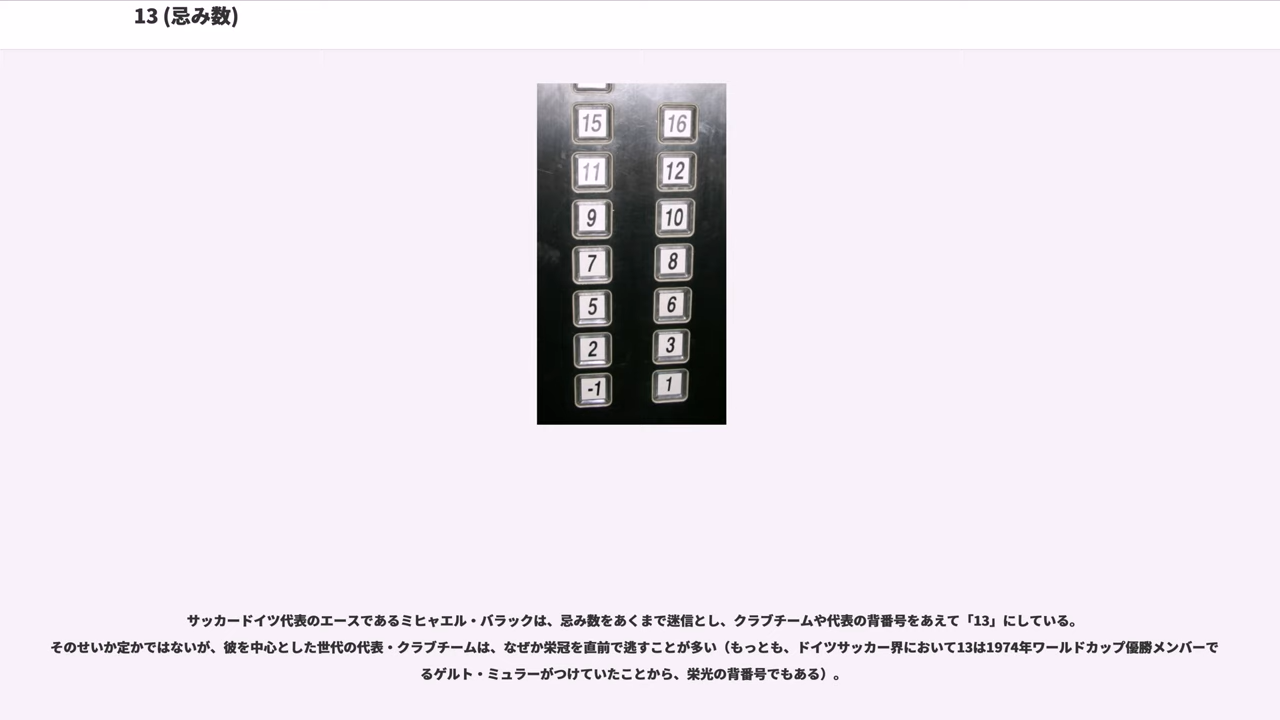 13 (忌み数)
15 16
11 12
9 10
7 8
5 6
2 3
-1 1
サッカードイツ代表のエースであるミヒャエル・バラックは、忌み数をあくまで迷信とし、クラブチームや代表の背番号をあえて「13」にしている。
そのせいか定かではないが、彼を中心とした世代の代表・クラブチームは、なぜか栄冠を直前で逃すことが多い（もっとも、ドイツサッカー界において13は1974年ワールドカップ優勝メンバーで
るゲルト・ミュラーがつけていたことから、栄光の背番号でもある）。